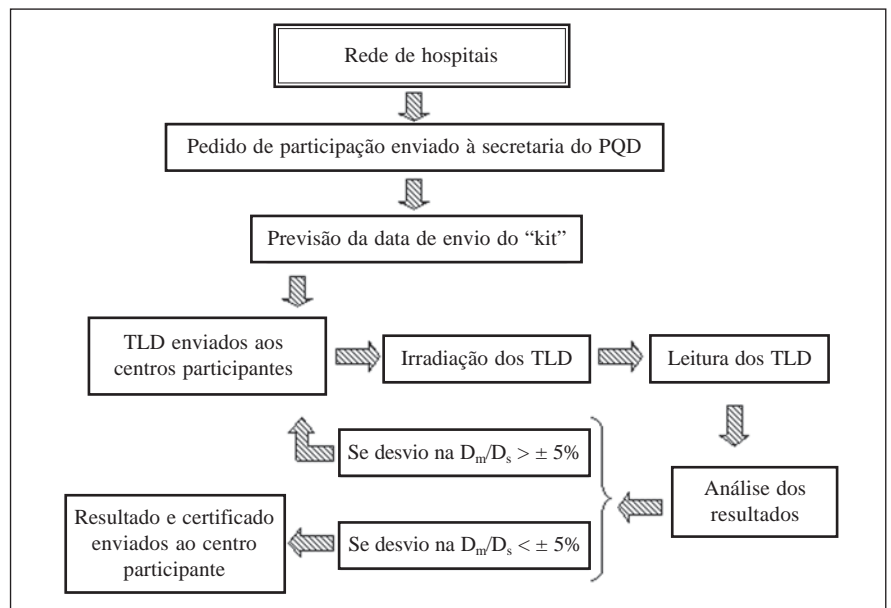 Rede de hospitais
Pedido de participação enviado à secretaria do PQD
Previsão da data de envio do “kit”
TLD enviados aos
centros participantes
Irradiação dos TLD
Leitura dos TLD
Análise dos
resultados
Se desvio na Dₘ/Dₛ > ± 5%
Se desvio na Dₘ/Dₛ < ± 5%
Resultado e certificado
enviados ao centro
participante